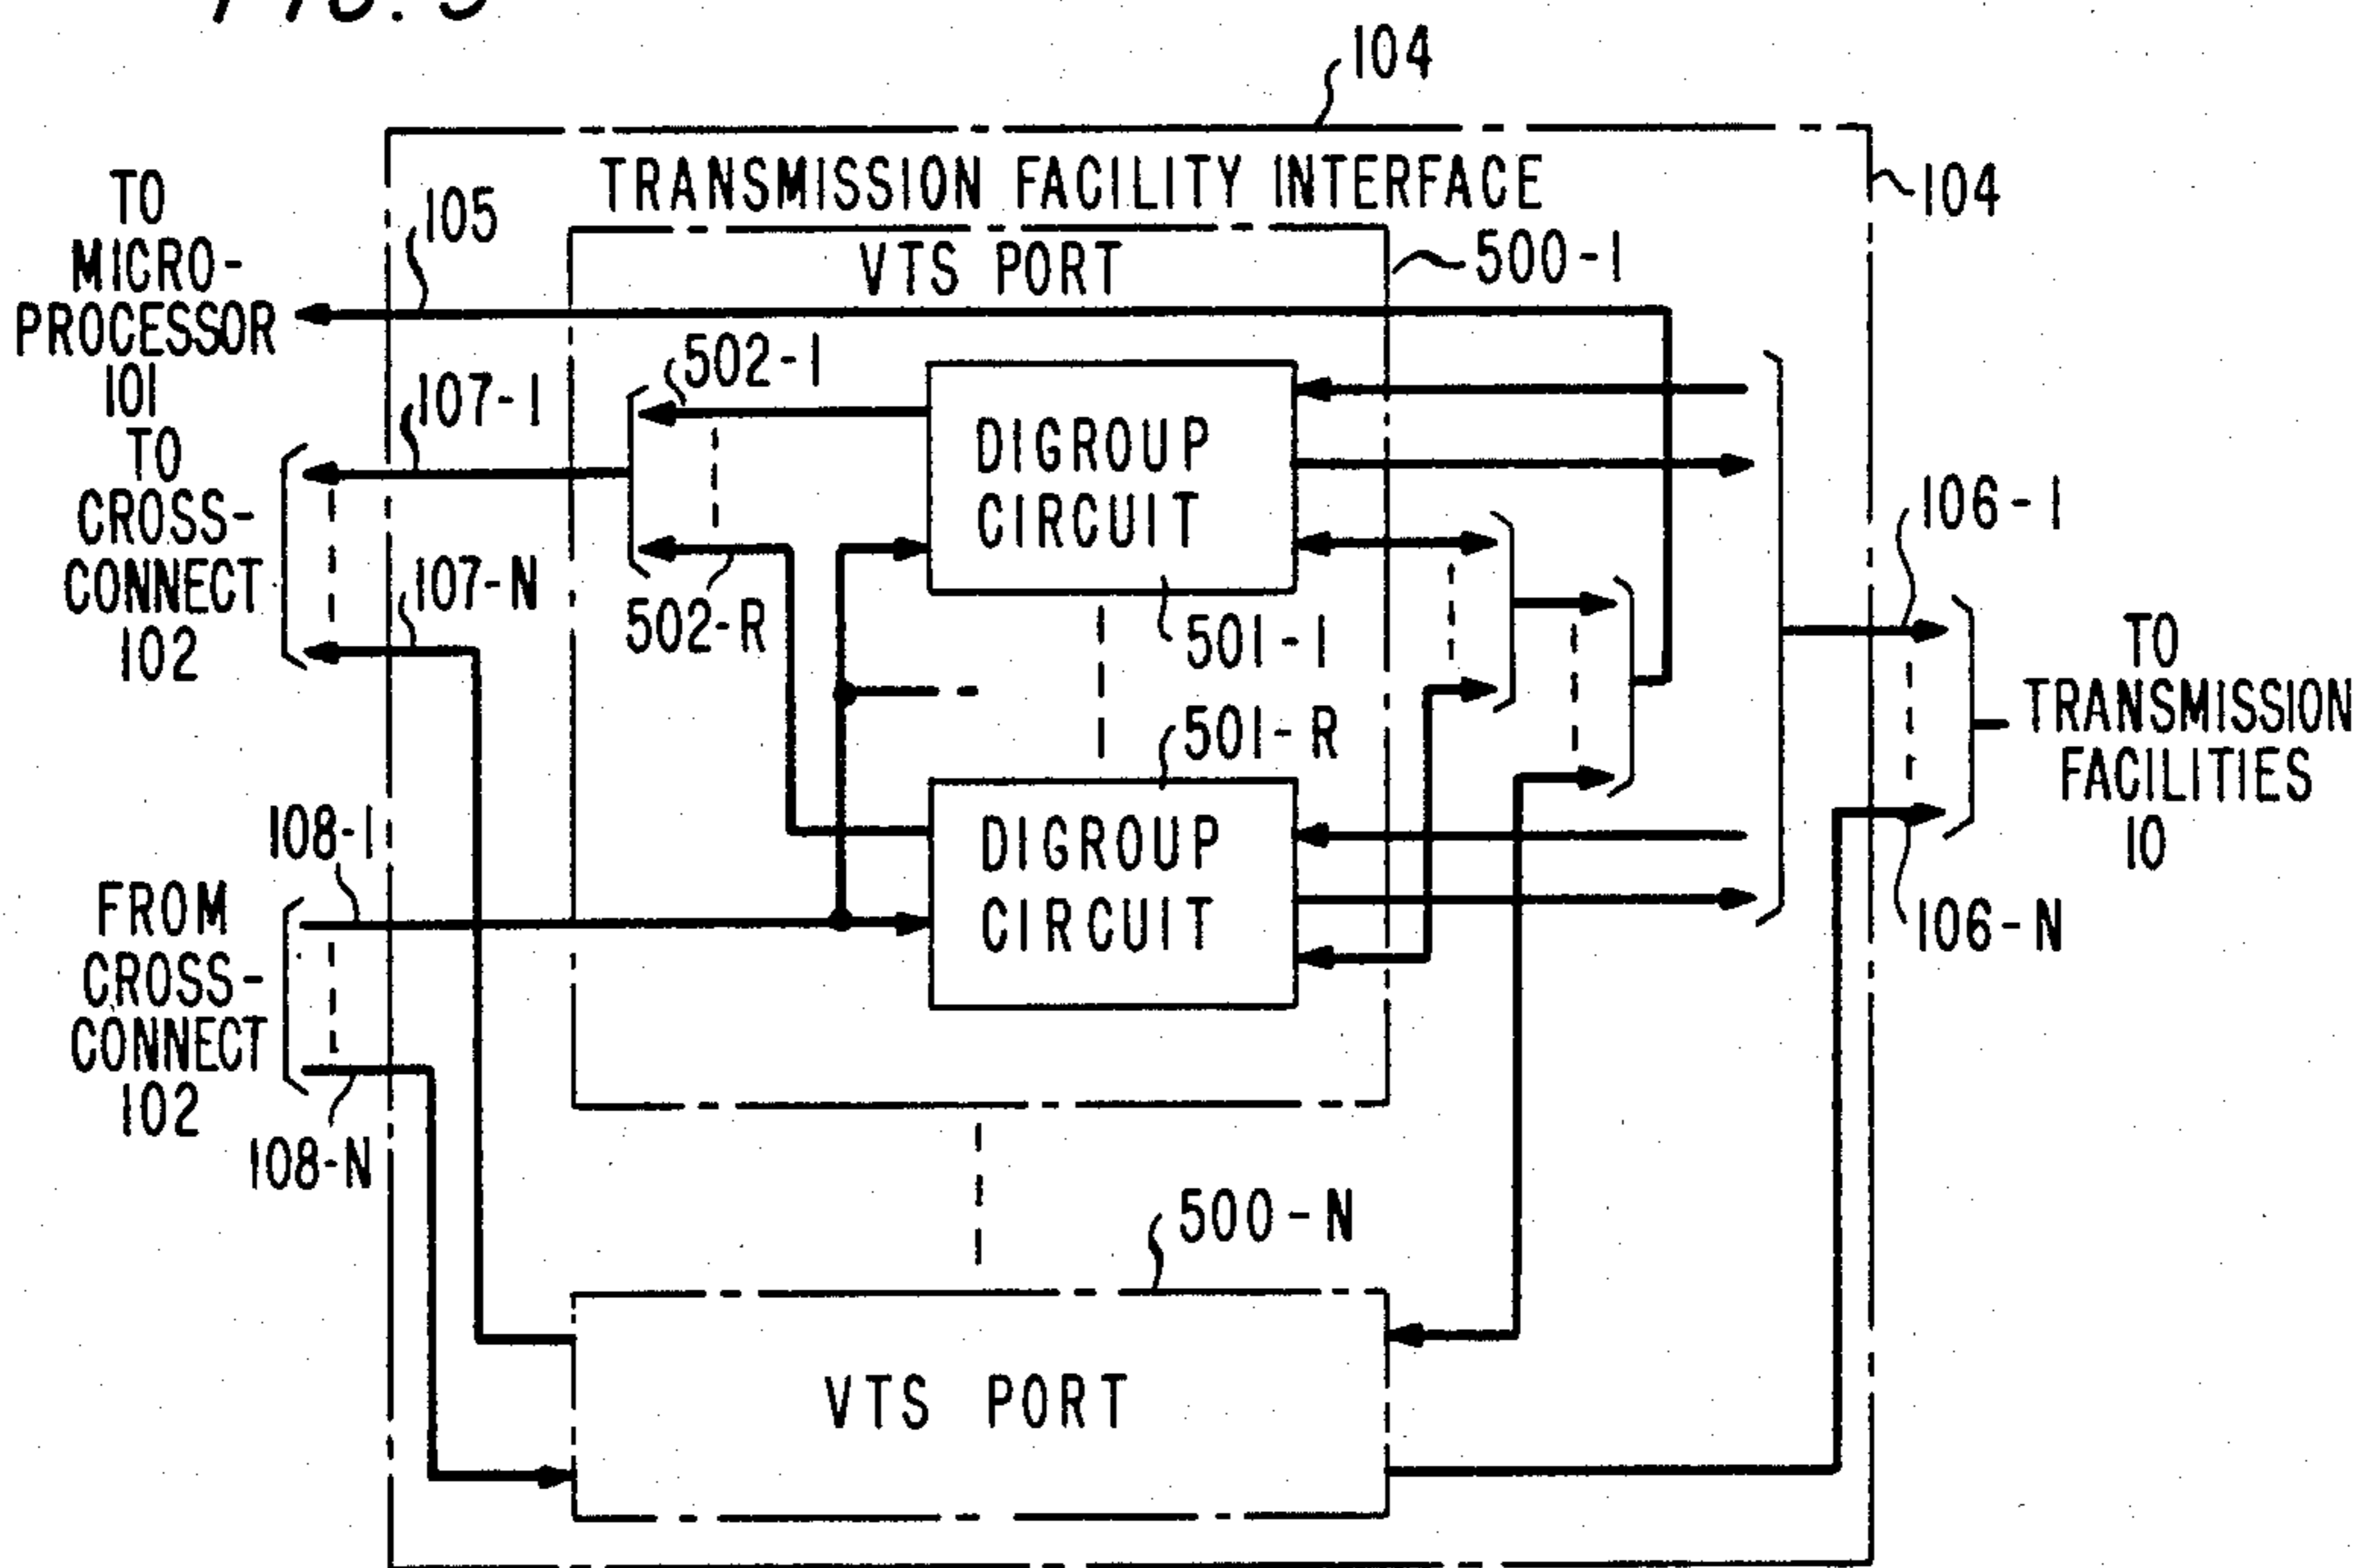 FIG. 5
104
TRANSMISSION FACILITY INTERFACE
104
TO
MICRO-
PROCESSOR
101
105
VTS PORT
500-1
502-1
107-1
DIGROUP
CIRCUIT
TO
CROSS-
CONNECT
102
107-N
502-R
501-1
106-1
TO
TRANSMISSION
FACILITIES
10
501-R
108-1
DIGROUP
CIRCUIT
106-N
FROM
CROSS-
CONNECT
102
108-N
500-N
VTS PORT